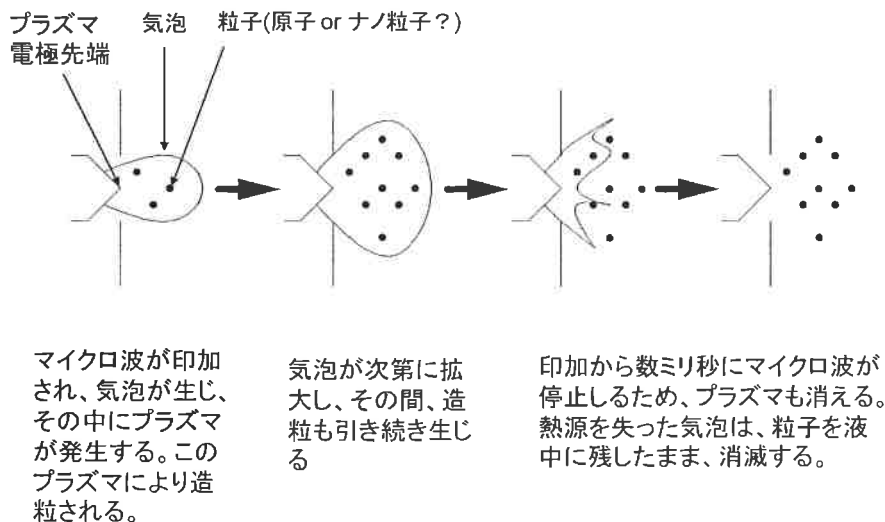 プラズマ
電極先端
気泡
粒子(原子 or ナノ粒子？)
マイクロ波が印加
され、気泡が生じ、
その中にプラズマ
が発生する。この
プラズマにより造
粒される。
気泡が次第に拡
大し、その間、造
粒も引き続き生じ
る
印加から数ミリ秒にマイクロ波が
停止しるため、プラズマも消える。
熱源を失った気泡は、粒子を液
中に残したまま、消滅する。